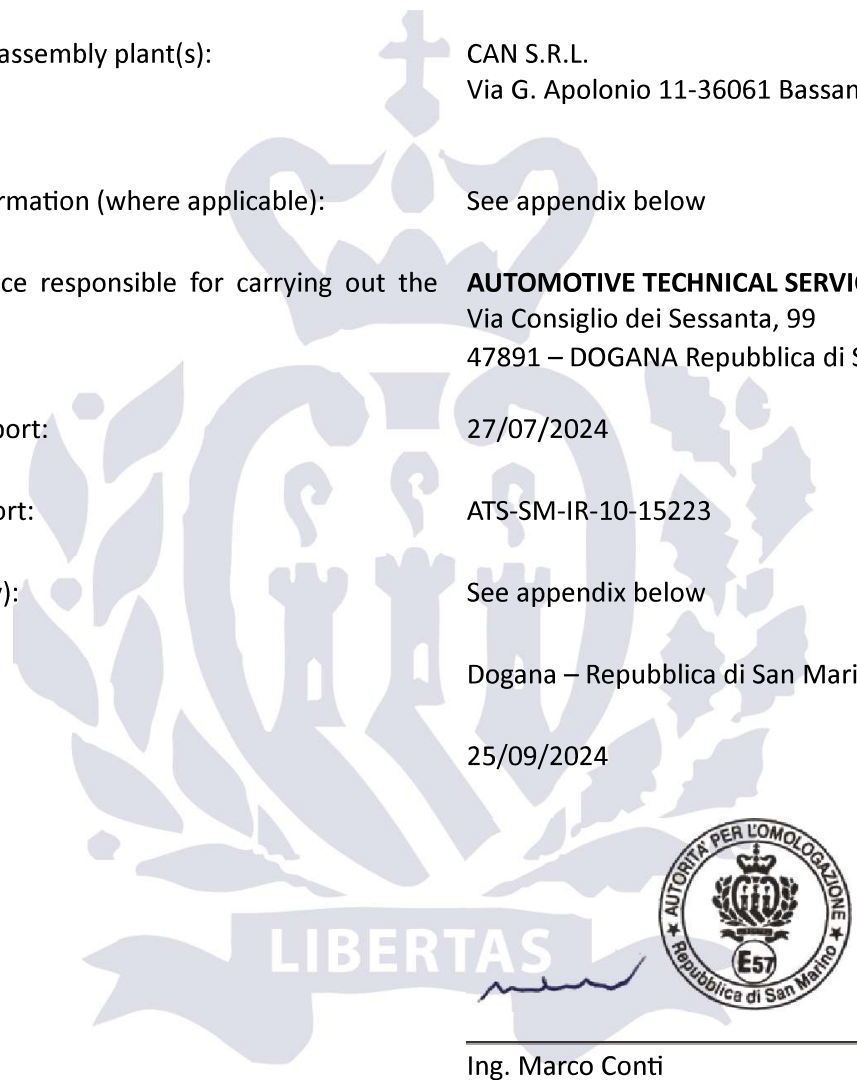 assembly plant(s): CAN S.R.L.
Via G. Apolonio 11-36061 Bassan
rmation (where applicable): See appendix below
ce responsible for carrying out the AUTOMOTIVE TECHNICAL SERVI
Via Consiglio dei Sessanta, 99
47891 – DOGANA Repubblica di S
port: 27/07/2024
ort: ATS-SM-IR-10-15223
): See appendix below
Dogana – Repubblica di San Mari
25/09/2024
AUTORITA' PER L'OMOLOGAZIONE
E57
Repubblica di San Marino
LIBERTAS
Ing. Marco Conti